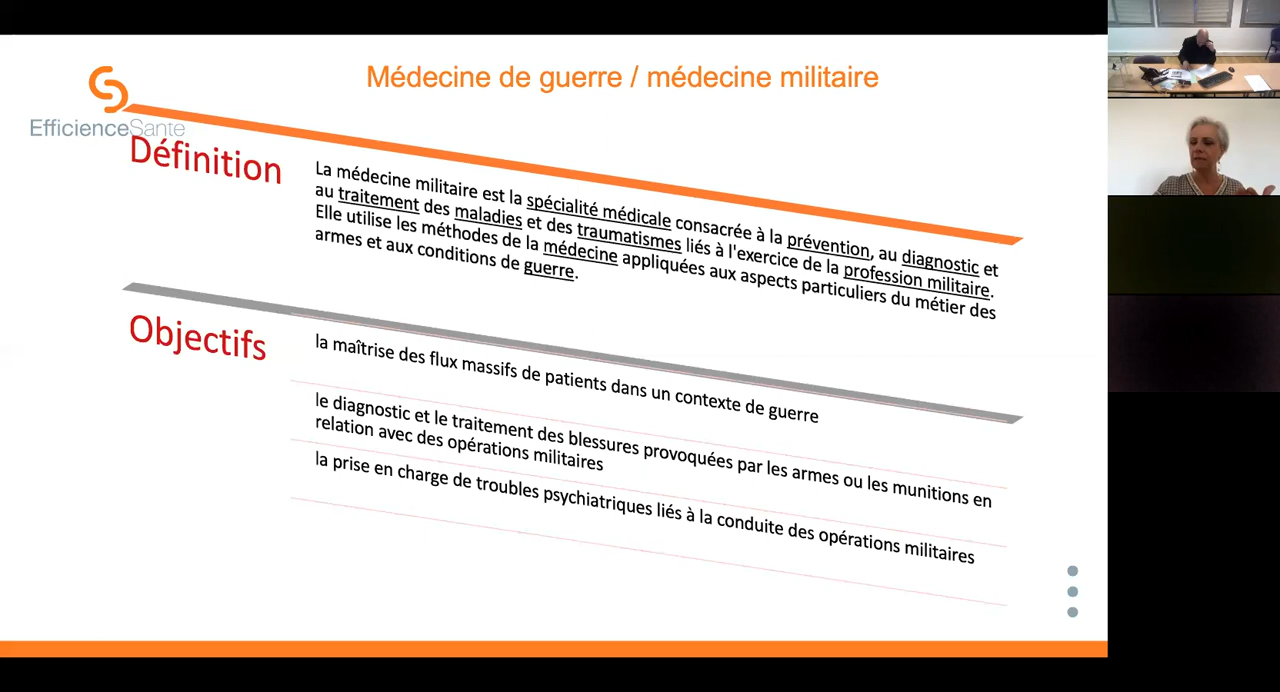 Médecine de guerre / médecine militaire
EfficienceSante
Définition
La médecine militaire est la spécialité médicale consacrée à la prévention, au diagnostic et
au traitement des maladies et des traumatismes liés à l'exercice de la profession militaire.
Elle utilise les méthodes de la médecine appliquées aux aspects particuliers du métier des
armes et aux conditions de guerre.
Objectifs
la maîtrise des flux massifs de patients dans un contexte de guerre
le diagnostic et le traitement des blessures provoquées par les armes ou les munitions en
relation avec des opérations militaires
la prise en charge de troubles psychiatriques liés à la conduite des opérations militaires